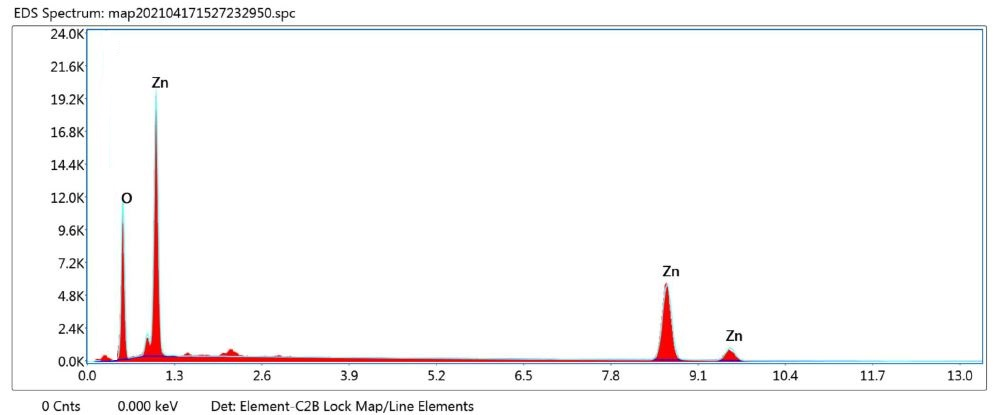 EDS Spectrum: map202104171527232950.spc
24.0K
21.6K
19.2K
16.8K
14.4K
12.0K
9.6K
7.2K
4.8K
2.4K
0.0K
Zn
O
Zn
Zn
0.0 1.3 2.6 3.9 5.2 6.5 7.8 9.1 10.4 11.7 13.0
0 Cnts 0.000 keV Det: Element-C2B Lock Map/Line Elements